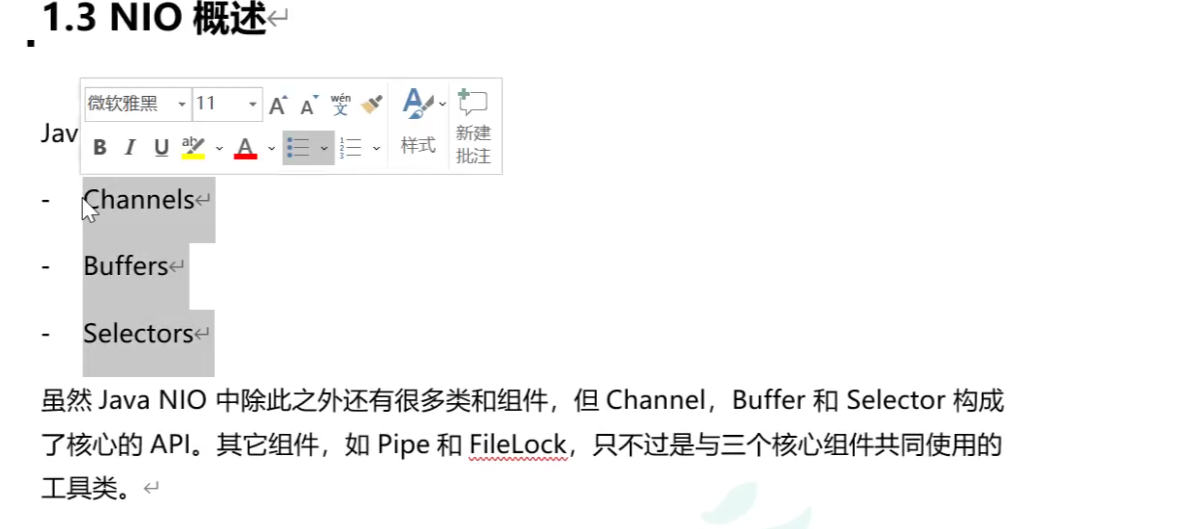 1.3 NIO 概述
微软雅黑 11 A A wén 文 A
B I U ab A 样式 新建
批注
Jav
- Channels
- Buffers
- Selectors
虽然 Java NIO 中除此之外还有很多类和组件，但 Channel，Buffer 和 Selector 构成
了核心的 API。其它组件，如 Pipe 和 FileLock，只不过是与三个核心组件共同使用的
工具类。